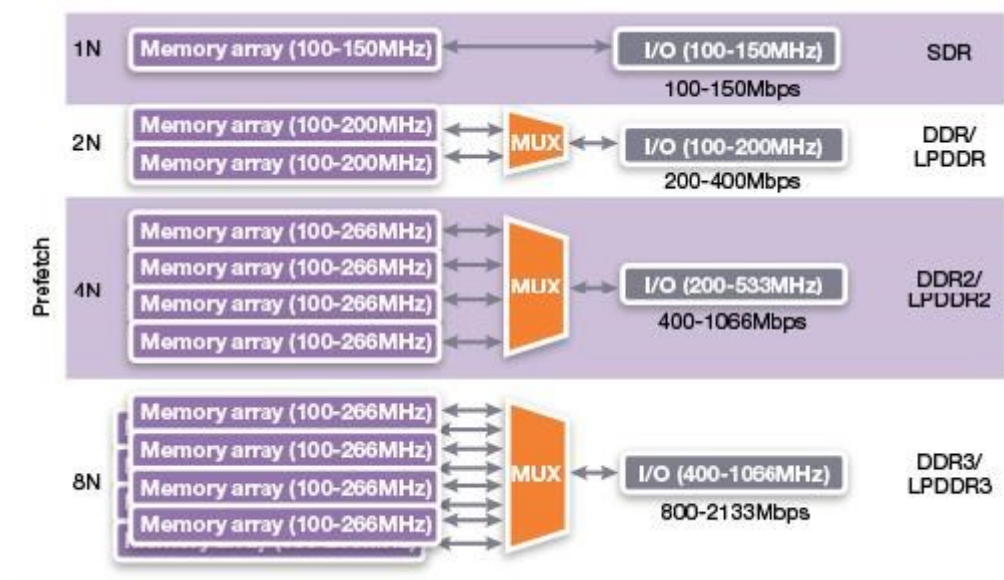 Prefetch
1N
Memory array (100-150MHz)
I/O (100-150MHz)
100-150Mbps
SDR
2N
Memory array (100-200MHz)
Memory array (100-200MHz)
MUX
I/O (100-200MHz)
200-400Mbps
DDR/
LPDDR
4N
Memory array (100-266MHz)
Memory array (100-266MHz)
Memory array (100-266MHz)
Memory array (100-266MHz)
MUX
I/O (200-533MHz)
400-1066Mbps
DDR2/
LPDDR2
8N
Memory array (100-266MHz)
Memory array (100-266MHz)
Memory array (100-266MHz)
Memory array (100-266MHz)
MUX
I/O (400-1066MHz)
800-2133Mbps
DDR3/
LPDDR3